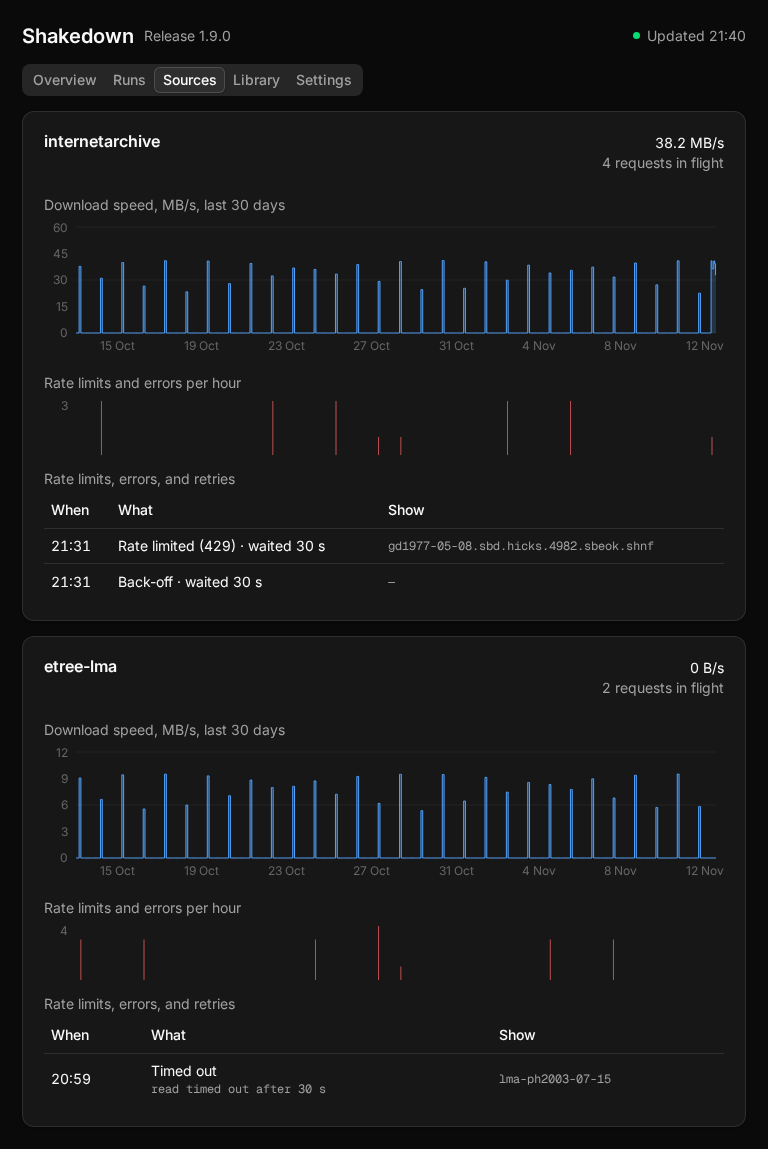 Shakedown Release 1.9.0 Updated 21:40
Overview Runs Sources Library Settings
internetarchive 38.2 MB/s
4 requests in flight
Download speed, MB/s, last 30 days
60
45
30
15
0
15 Oct 19 Oct 23 Oct 27 Oct 31 Oct 4 Nov 8 Nov 12 Nov
Rate limits and errors per hour
3
Rate limits, errors, and retries
When What Show
21:31 Rate limited (429) · waited 30 s gd1977-05-08.sbd.hicks.4982.sbeok.shnf
21:31 Back-off · waited 30 s –
etree-lma 0 B/s
2 requests in flight
Download speed, MB/s, last 30 days
12
9
6
3
0
15 Oct 19 Oct 23 Oct 27 Oct 31 Oct 4 Nov 8 Nov 12 Nov
Rate limits and errors per hour
4
Rate limits, errors, and retries
When What Show
20:59 Timed out lma-ph2003-07-15
read timed out after 30 s